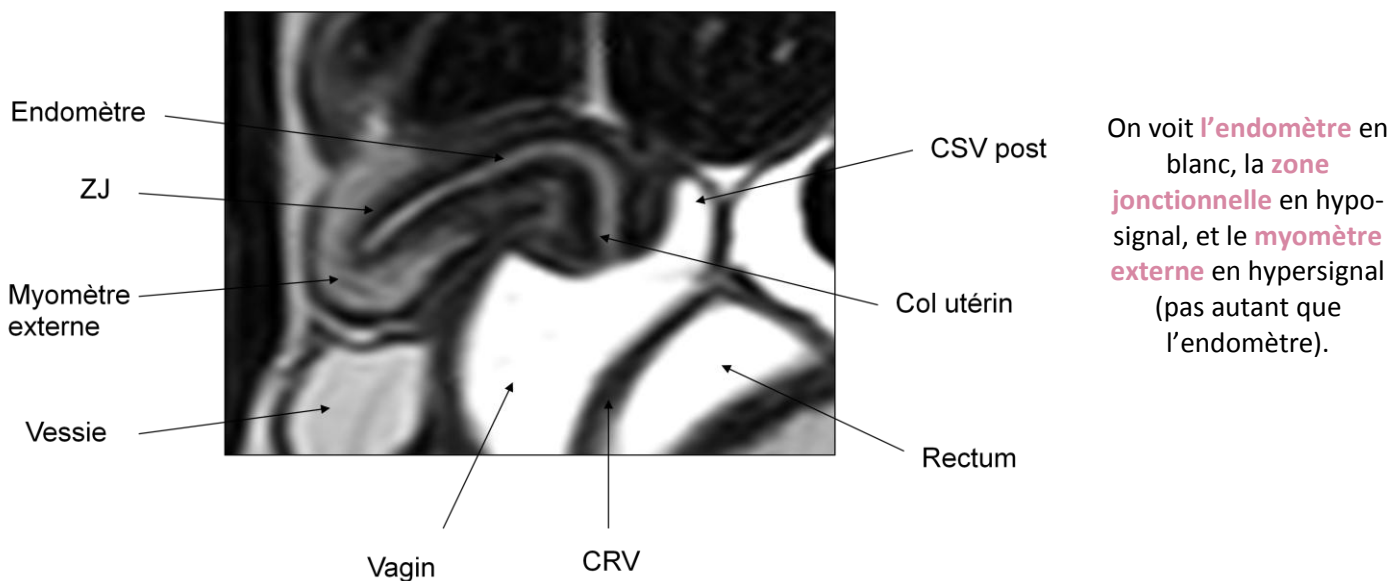 Endomètre
ZJ
Myomètre
externe
Vessie
Vagin
CRV
CSV post
Col utérin
Rectum
On voit l’endomètre en
blanc, la zone
jonctionnelle en hypo-
signal, et le myomètre
externe en hypersignal
(pas autant que
l’endomètre).